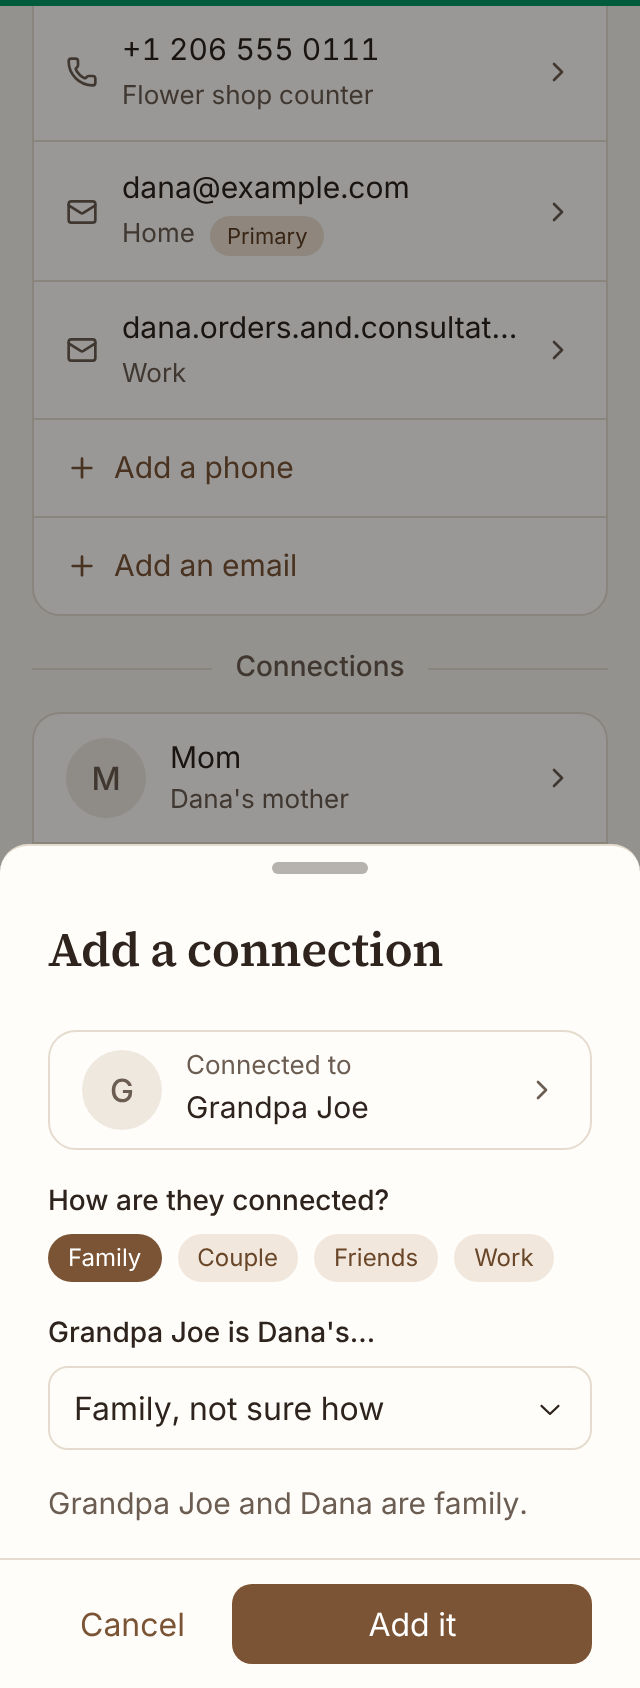 +1 206 555 0111
Flower shop counter
dana@example.com
Home Primary
dana.orders.and.consultat...
Work
+ Add a phone
+ Add an email
Connections
M
Mom
Dana's mother
Add a connection
G
Connected to
Grandpa Joe
How are they connected?
Family Couple Friends Work
Grandpa Joe is Dana's...
Family, not sure how
Grandpa Joe and Dana are family.
Cancel Add it